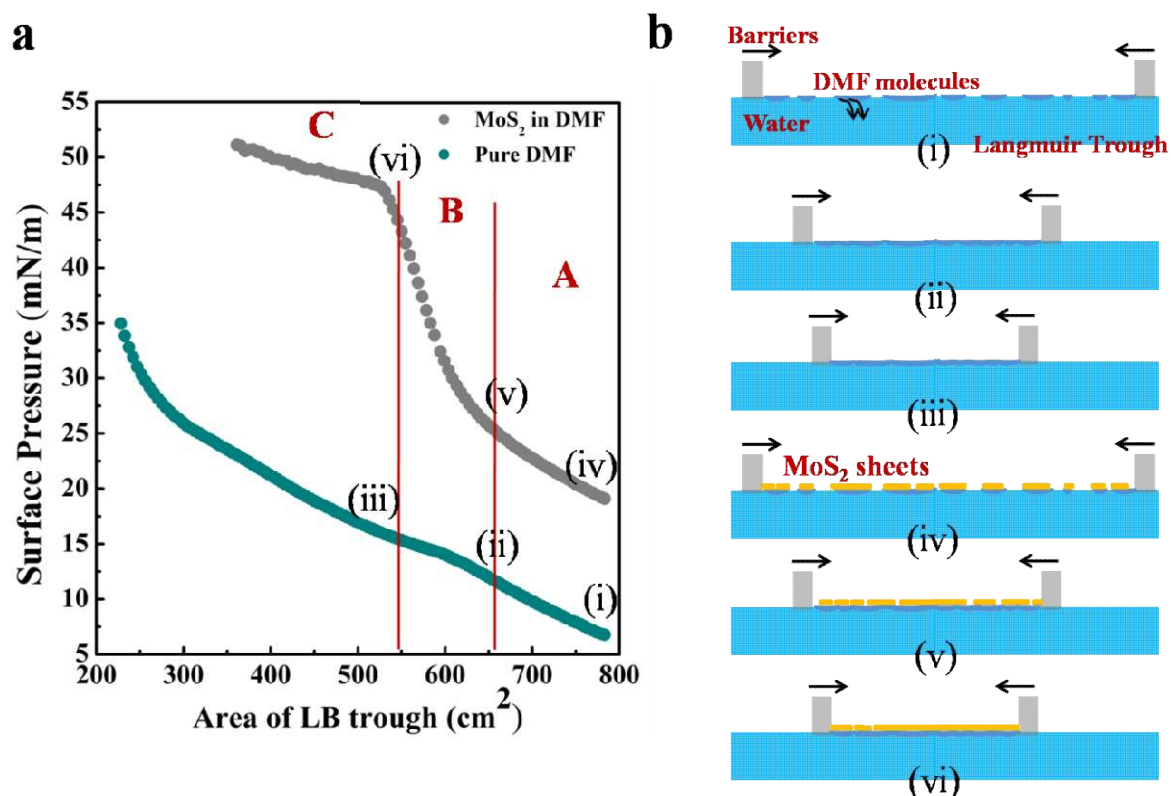 a
55
50
45
40
35
30
25
20
15
10
5
Surface Pressure (mN/m)
200 300 400 500 600 700 800
Area of LB trough (cm²)
MoS₂ in DMF
Pure DMF
C
B
A
(vi)
(v)
(iv)
(iii)
(ii)
(i)
b
Barriers
DMF molecules
Water
Langmuir Trough
(i)
(ii)
(iii)
MoS₂ sheets
(iv)
(v)
(vi)